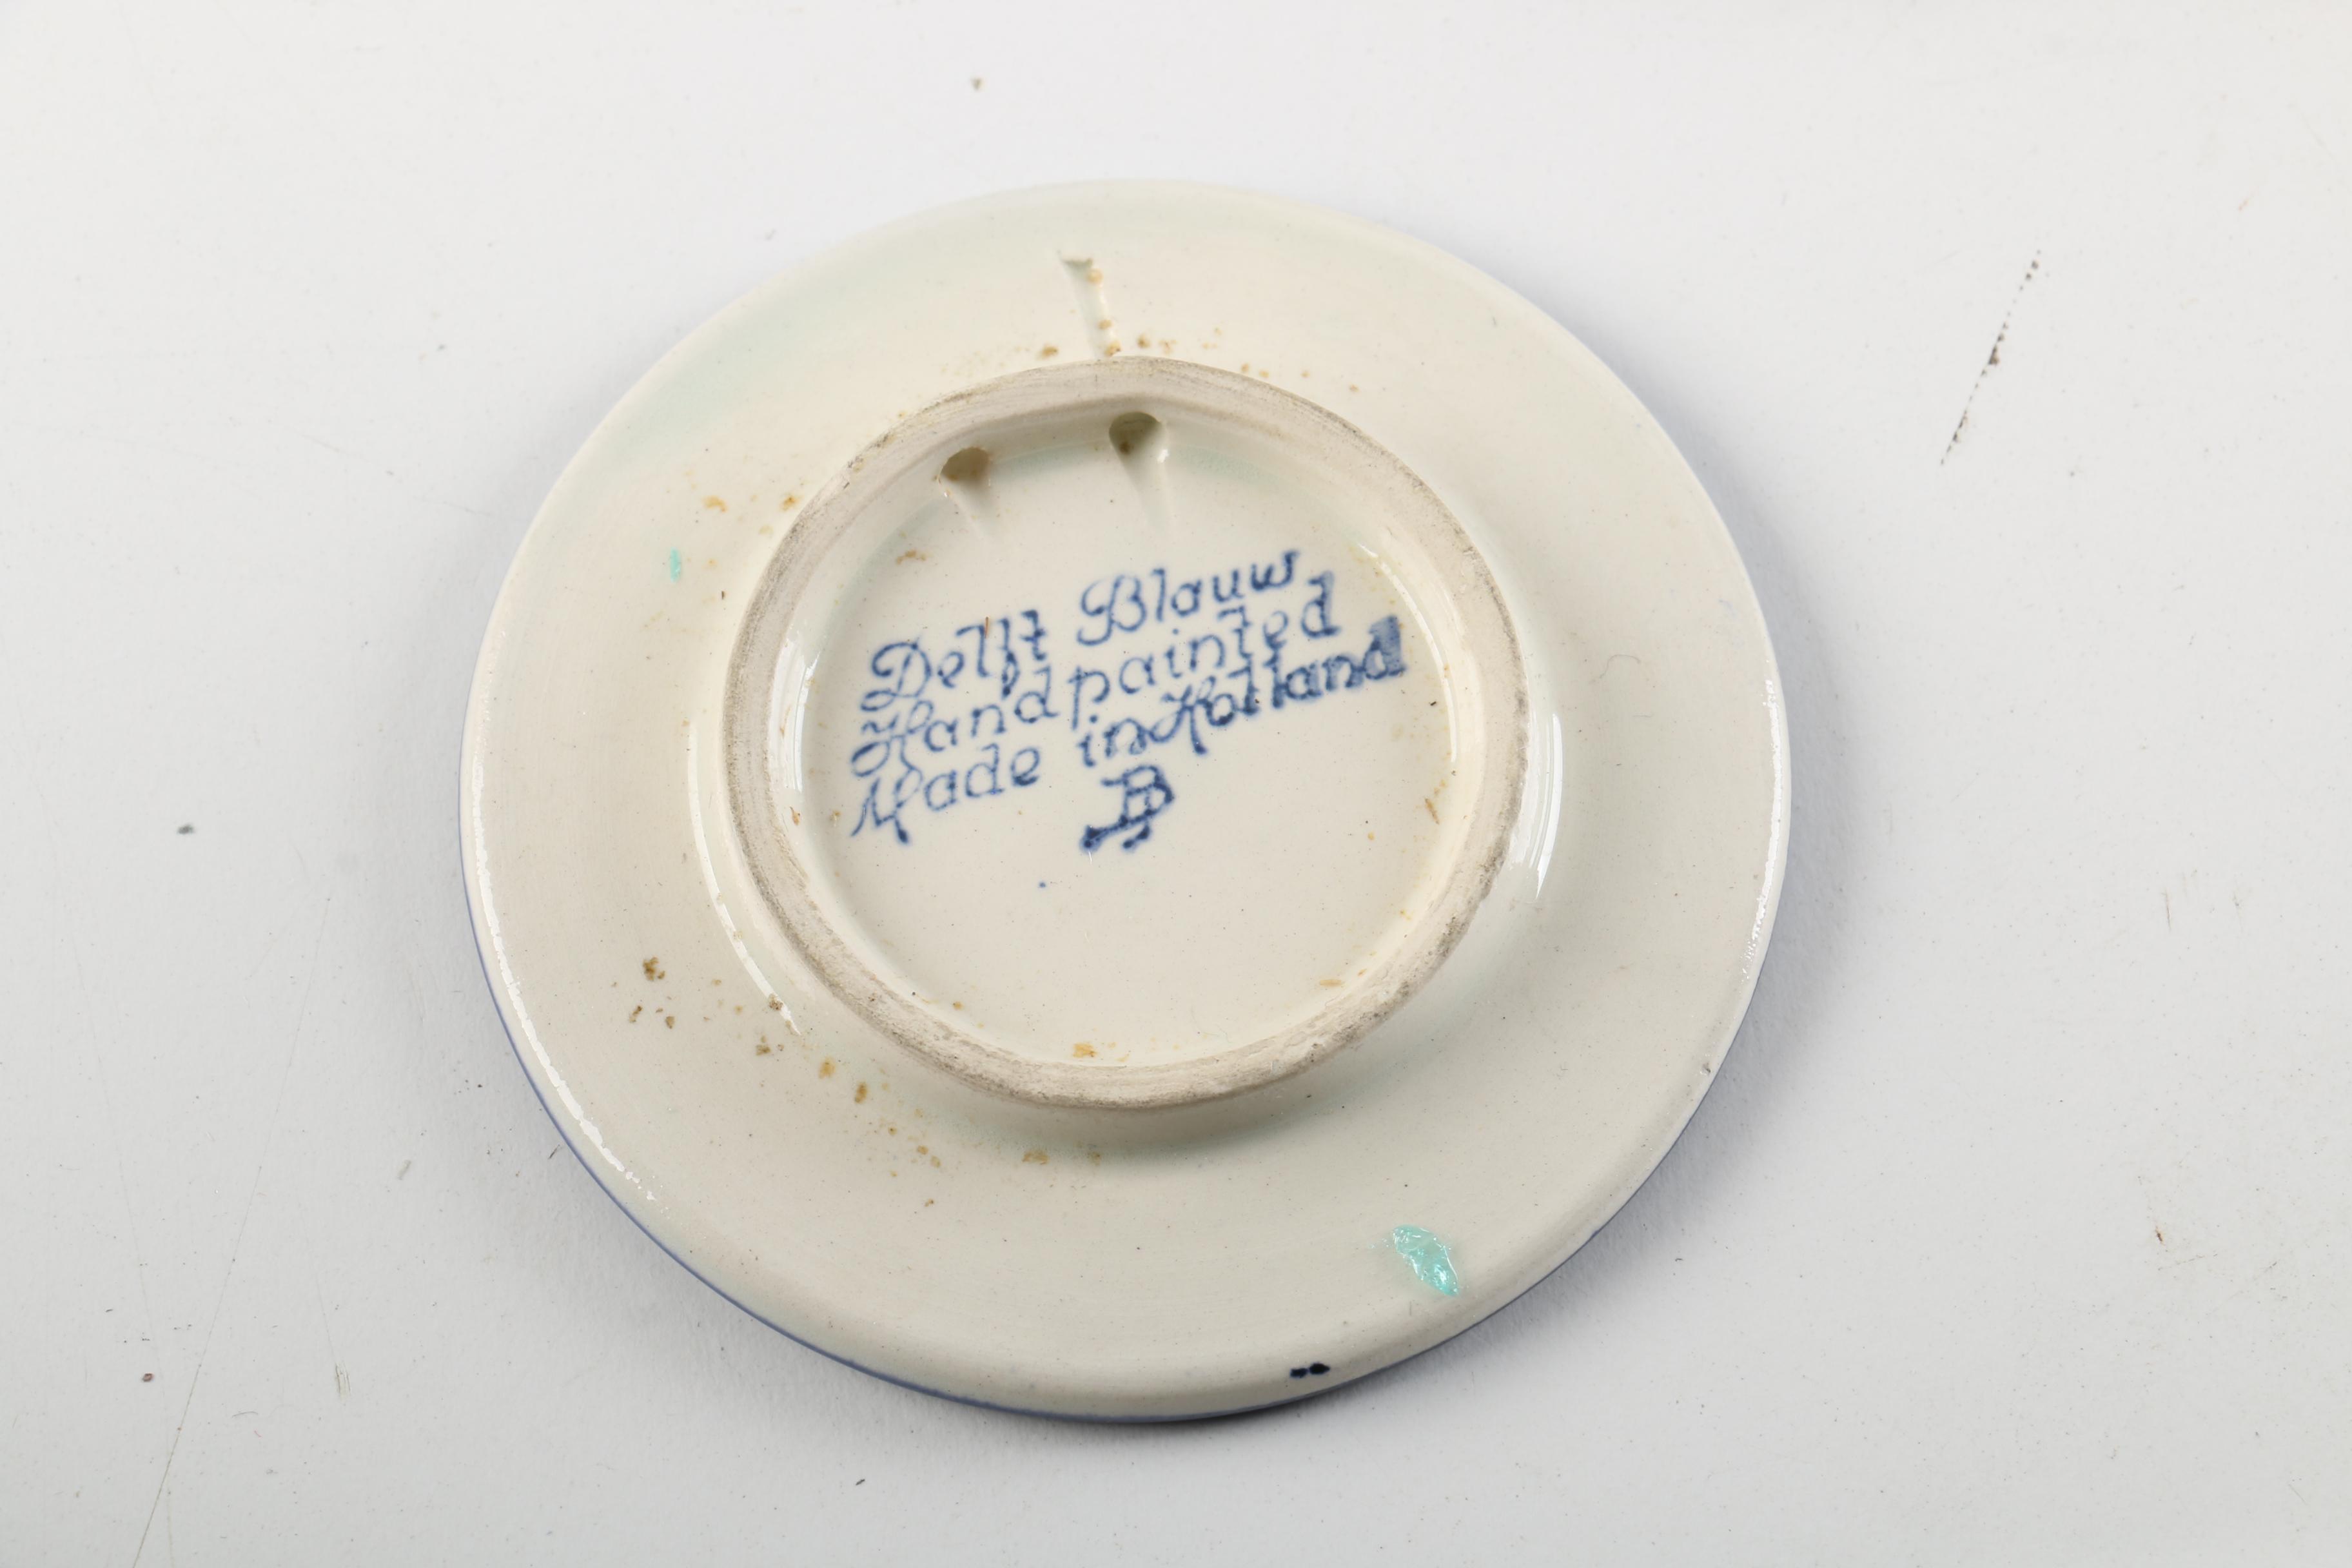 Delft Blauw
Handpainted
Made in Holland